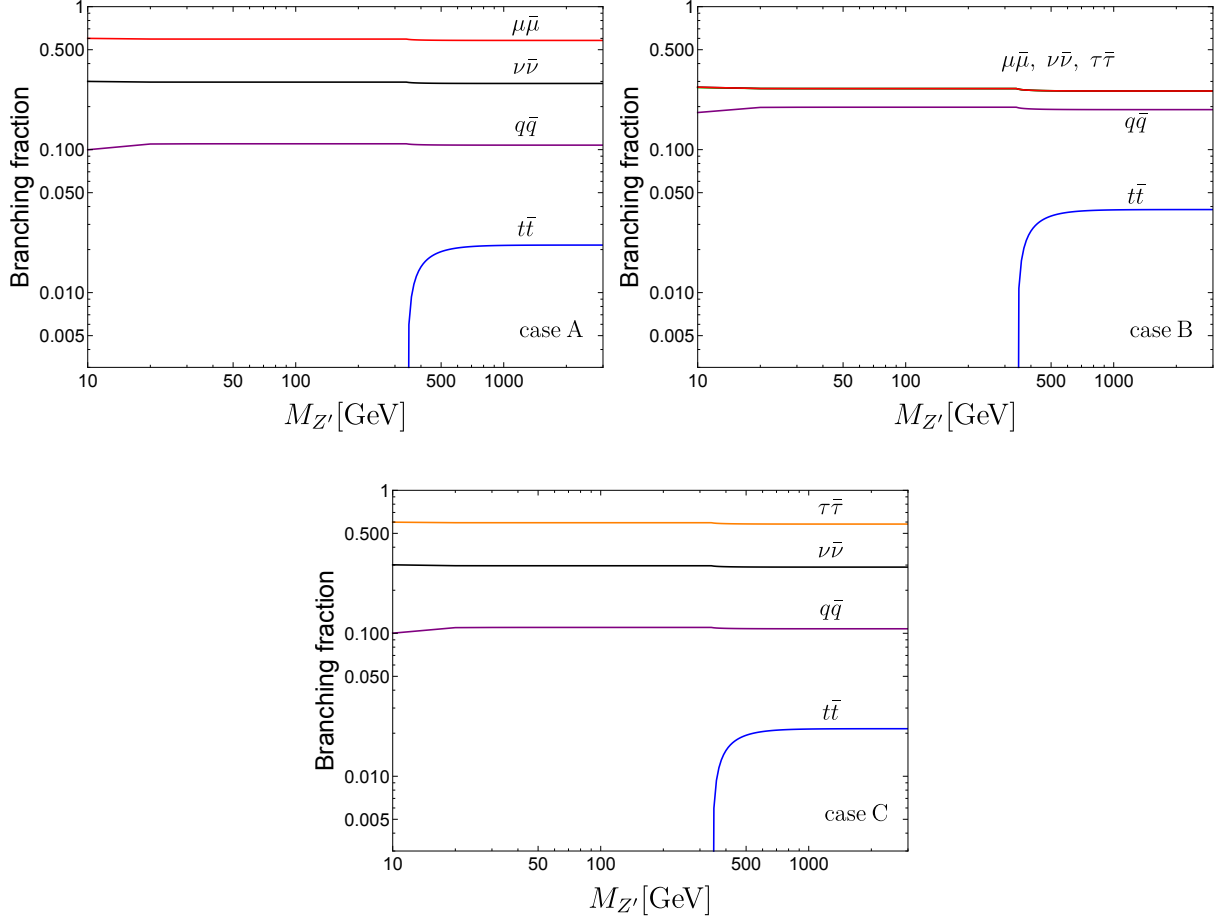 1
0.500
0.100
0.050
0.010
0.005
Branching fraction
μμ̄
νν̄
qq̄
tt̄
case A
10 50 100 500 1000
M_{Z'}[GeV]
1
0.500
0.100
0.050
0.010
0.005
Branching fraction
μμ̄, νν̄, ττ̄
qq̄
tt̄
case B
10 50 100 500 1000
M_{Z'}[GeV]
1
0.500
0.100
0.050
0.010
0.005
Branching fraction
ττ̄
νν̄
qq̄
tt̄
case C
10 50 100 500 1000
M_{Z'}[GeV]